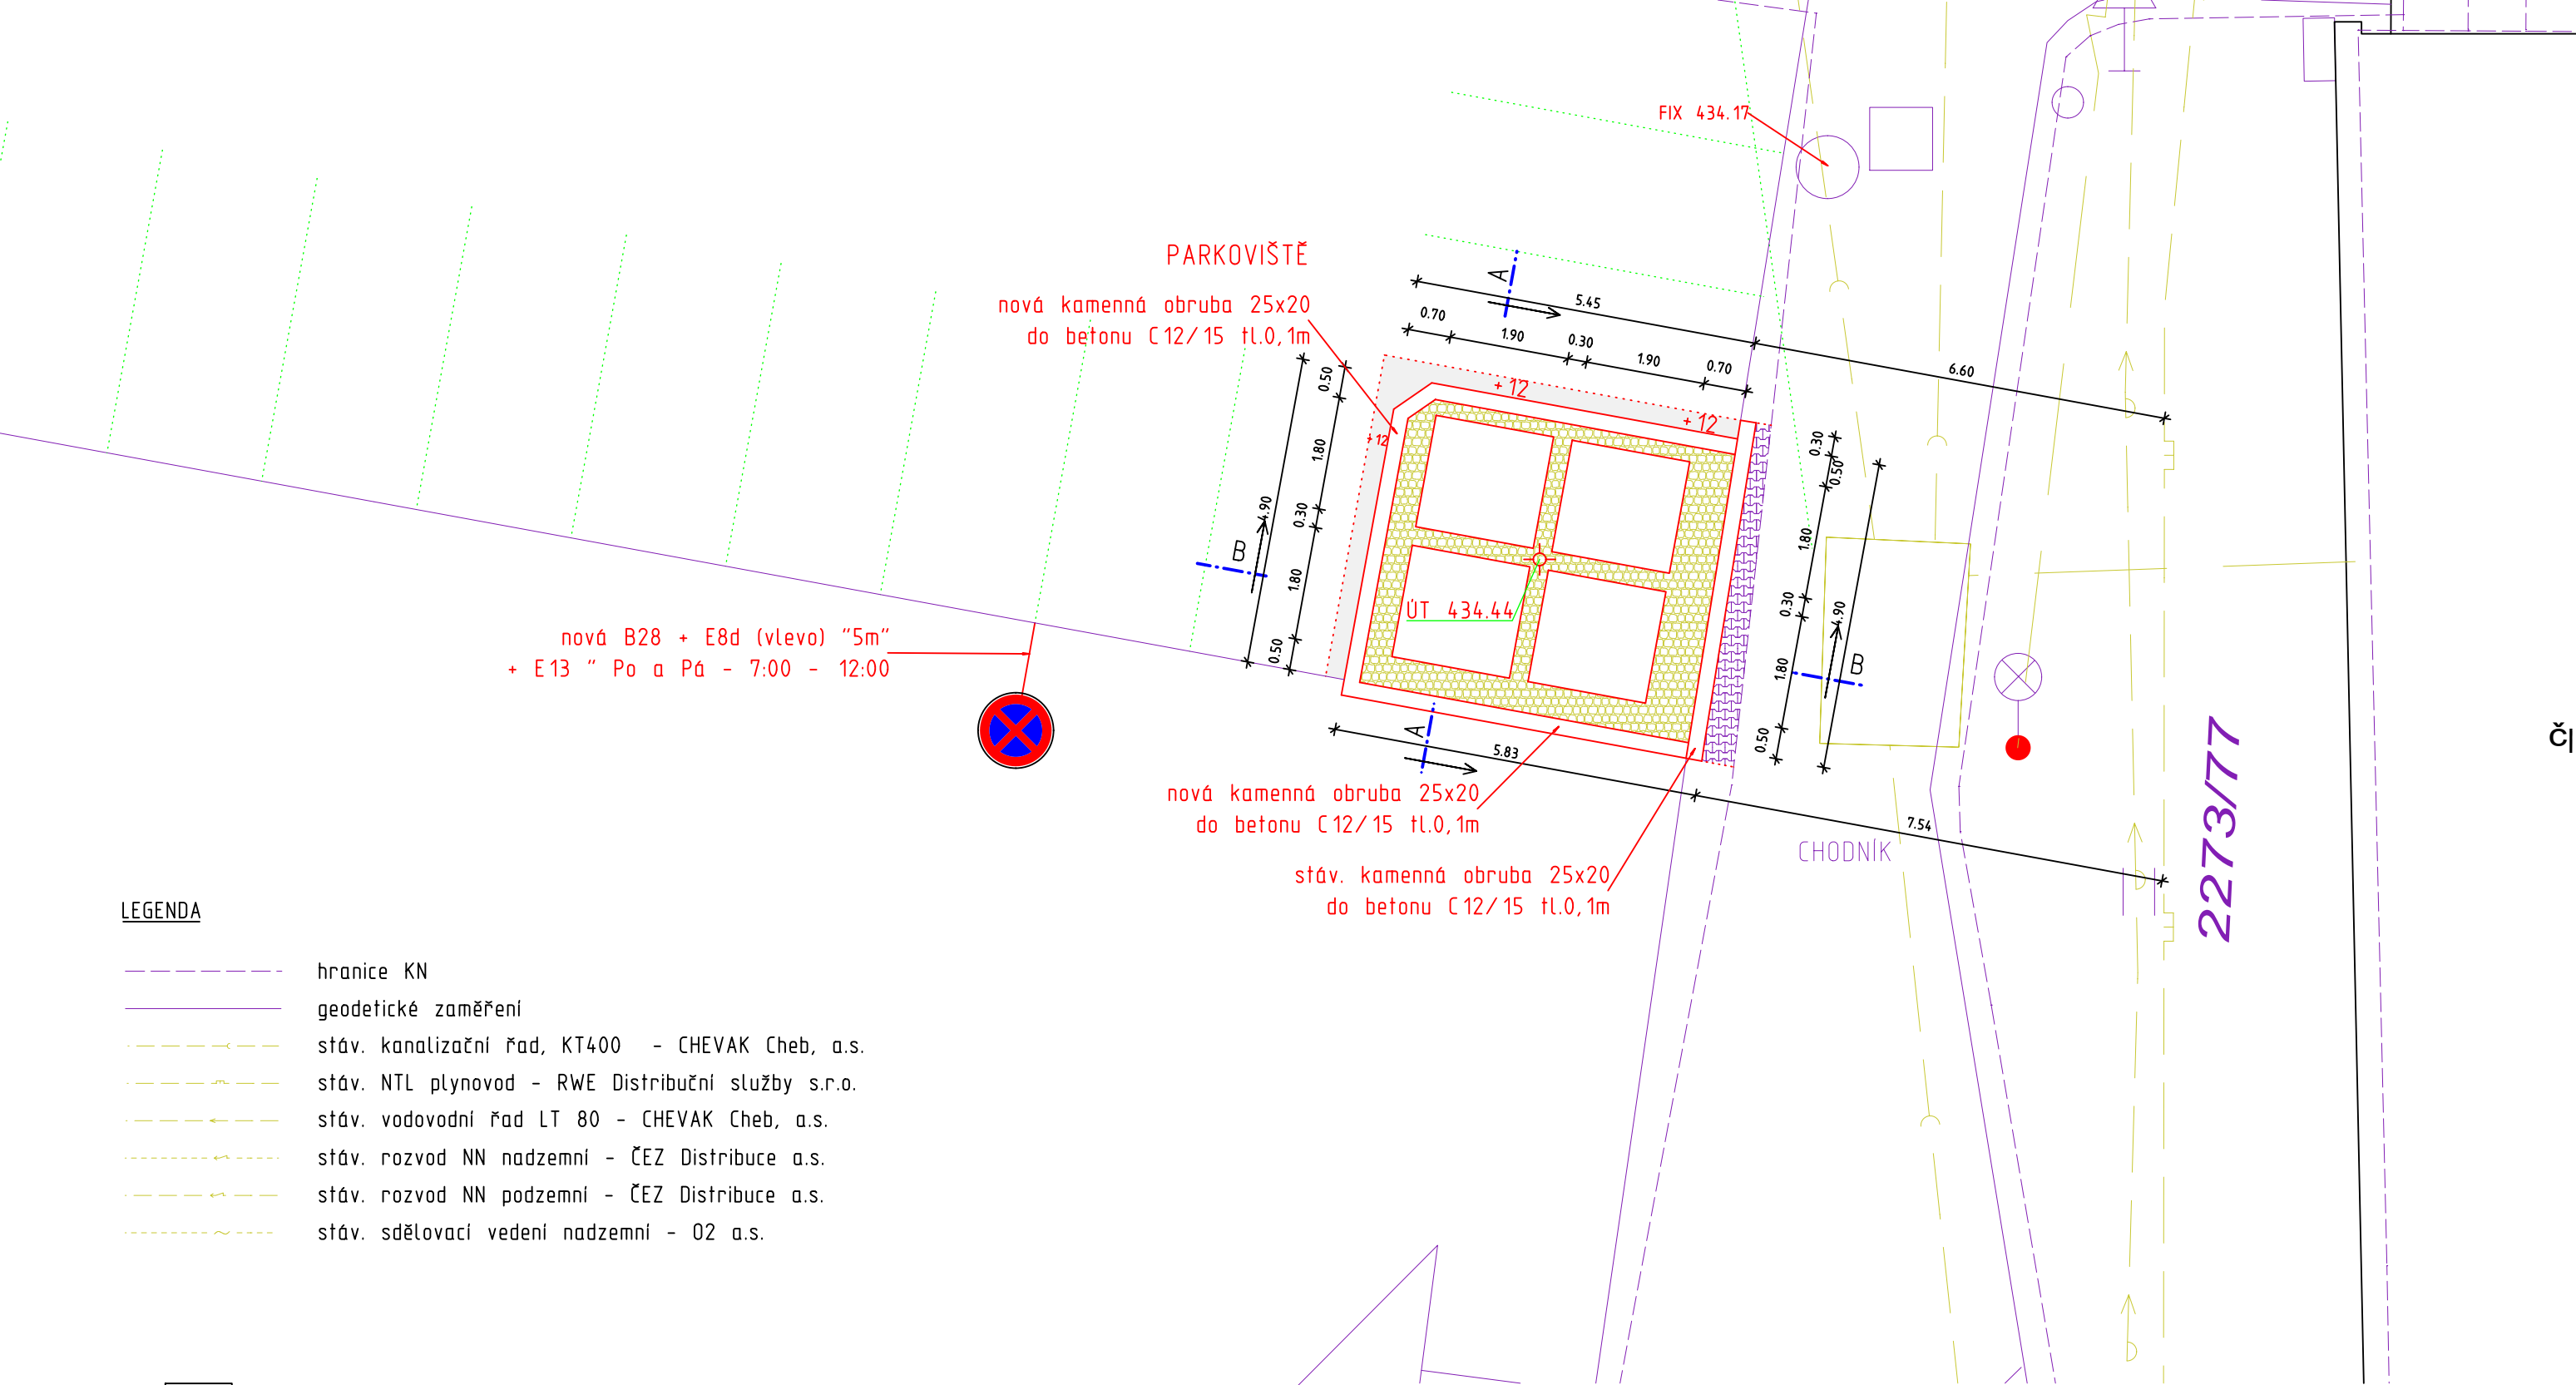 FIX 434.17
PARKOVIŠTĚ
nová kamenná obruba 25x20
do betonu C12/15 tl.0,1m
A
5.45
6.60
0.70
1.90
0.30
1.90
0.70
+12
+12
+12
0.50
1.80
0.30
1.80
0.50
4.90
B
0.30
0.50
1.80
0.30
1.80
0.50
4.90
B
ÚT 434.44
nová B28 + E8d (vlevo) "5m"
+ E13 " Po a Pá - 7:00 - 12:00
A
5.83
7.54
nová kamenná obruba 25x20
do betonu C12/15 tl.0,1m
stáv. kamenná obruba 25x20
do betonu C12/15 tl.0,1m
CHODNÍK
2273/77
LEGENDA
hranice KN
geodetické zaměření
stáv. kanalizační řad, KT400 - CHEVAK Cheb, a.s.
stáv. NTL plynovod - RWE Distribuční služby s.r.o.
stáv. vodovodní řad LT 80 - CHEVAK Cheb, a.s.
stáv. rozvod NN nadzemní - ČEZ Distribuce a.s.
stáv. rozvod NN podzemní - ČEZ Distribuce a.s.
stáv. sdělovací vedení nadzemní - O2 a.s.